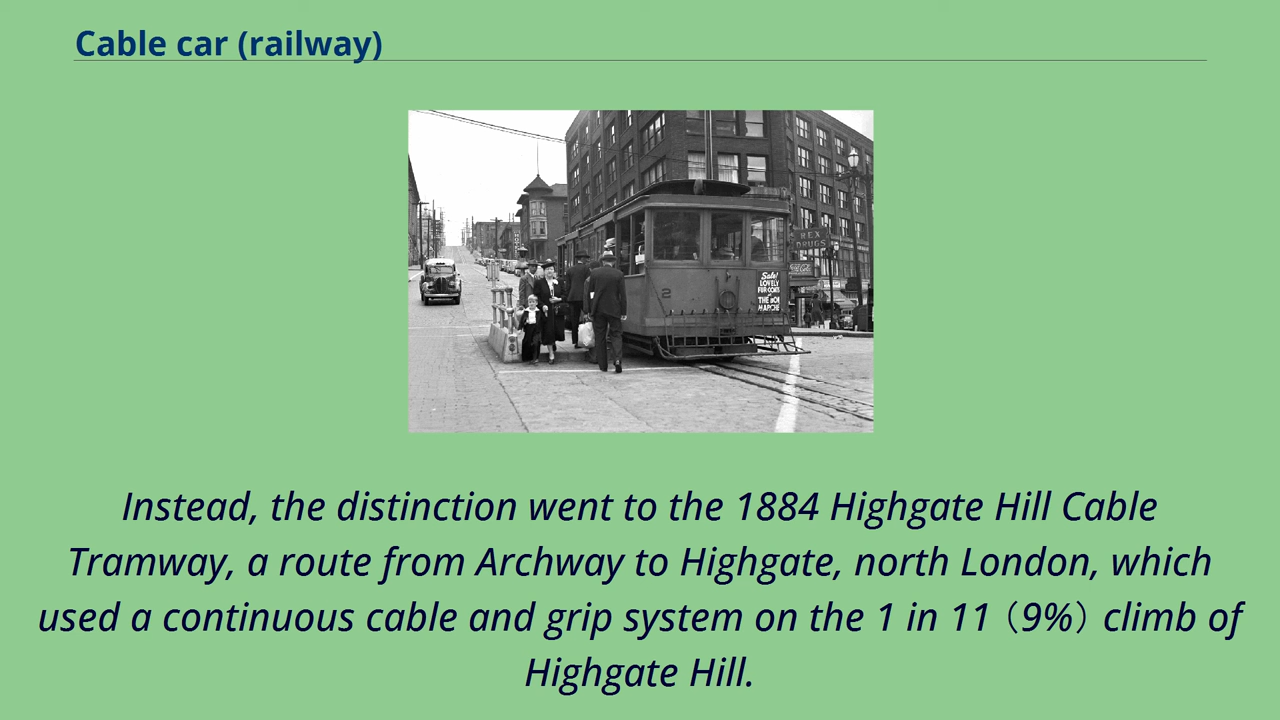 Cable car (railway)
REX
DRUGS
Coca-Cola
2
Sale!
LOVELY
FUR COATS
THE BON
MARCHE
Instead, the distinction went to the 1884 Highgate Hill Cable
Tramway, a route from Archway to Highgate, north London, which
used a continuous cable and grip system on the 1 in 11（9%）climb of
Highgate Hill.